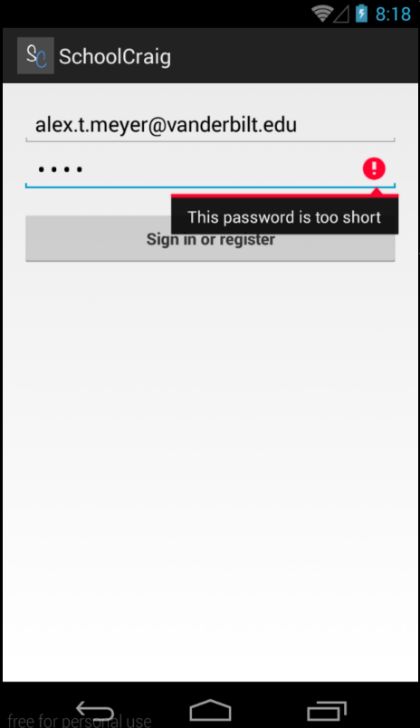 8:18
SC SchoolCraig
alex.t.meyer@vanderbilt.edu
••••
This password is too short
Sign in or register
free for personal use